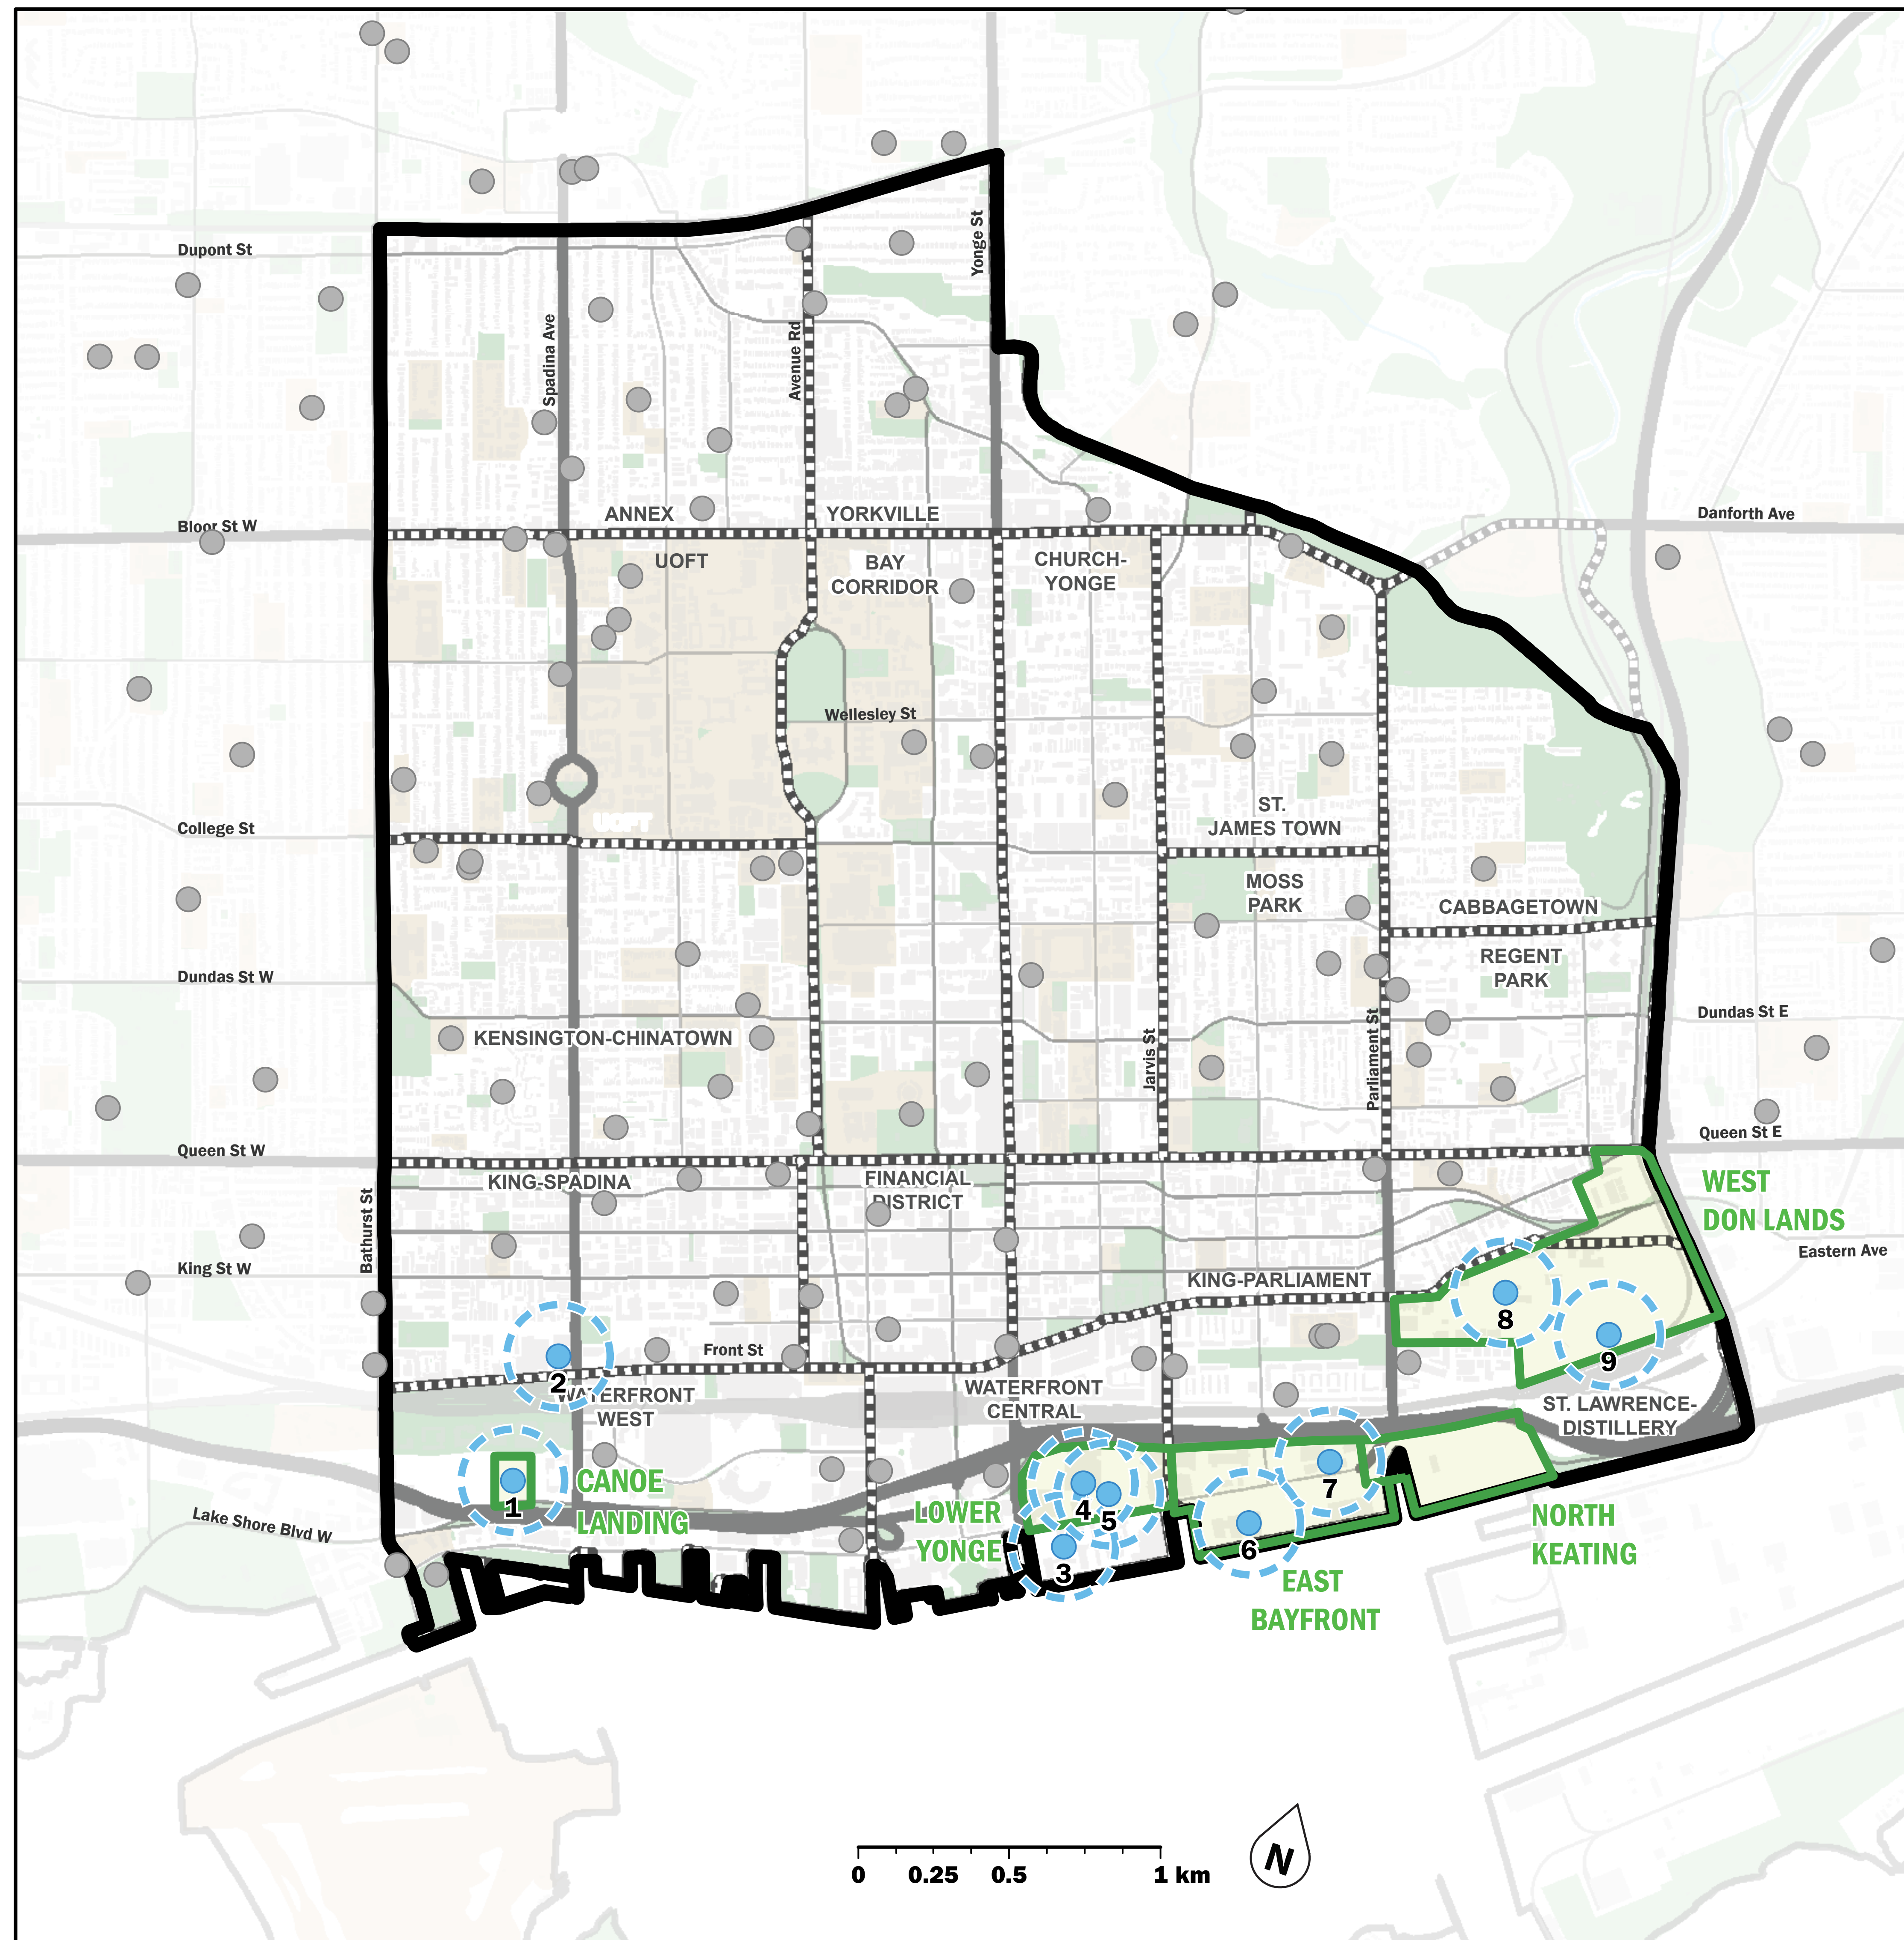 Dupont St
Yonge St
Spadina Ave
Avenue Rd
ANNEX
YORKVILLE
Bloor St W
Danforth Ave
UOFT
BAY
CORRIDOR
CHURCH-
YONGE
Wellesley St
ST.
JAMES TOWN
College St
UOFT
MOSS
PARK
CABBAGETOWN
REGENT
PARK
Dundas St W
Dundas St E
KENSINGTON-CHINATOWN
Jarvis St
Parliament St
Queen St W
Queen St E
KING-SPADINA
FINANCIAL
DISTRICT
WEST
DON LANDS
Bathurst St
Eastern Ave
King St W
KING-PARLIAMENT
8
9
Front St
2
WATERFRONT
WEST
WATERFRONT
CENTRAL
ST. LAWRENCE-
DISTILLERY
1
CANOE
LANDING
LOWER
YONGE
4
5
3
7
6
Lake Shore Blvd W
NORTH
KEATING
EAST
BAYFRONT
0 0.25 0.5 1 km
N